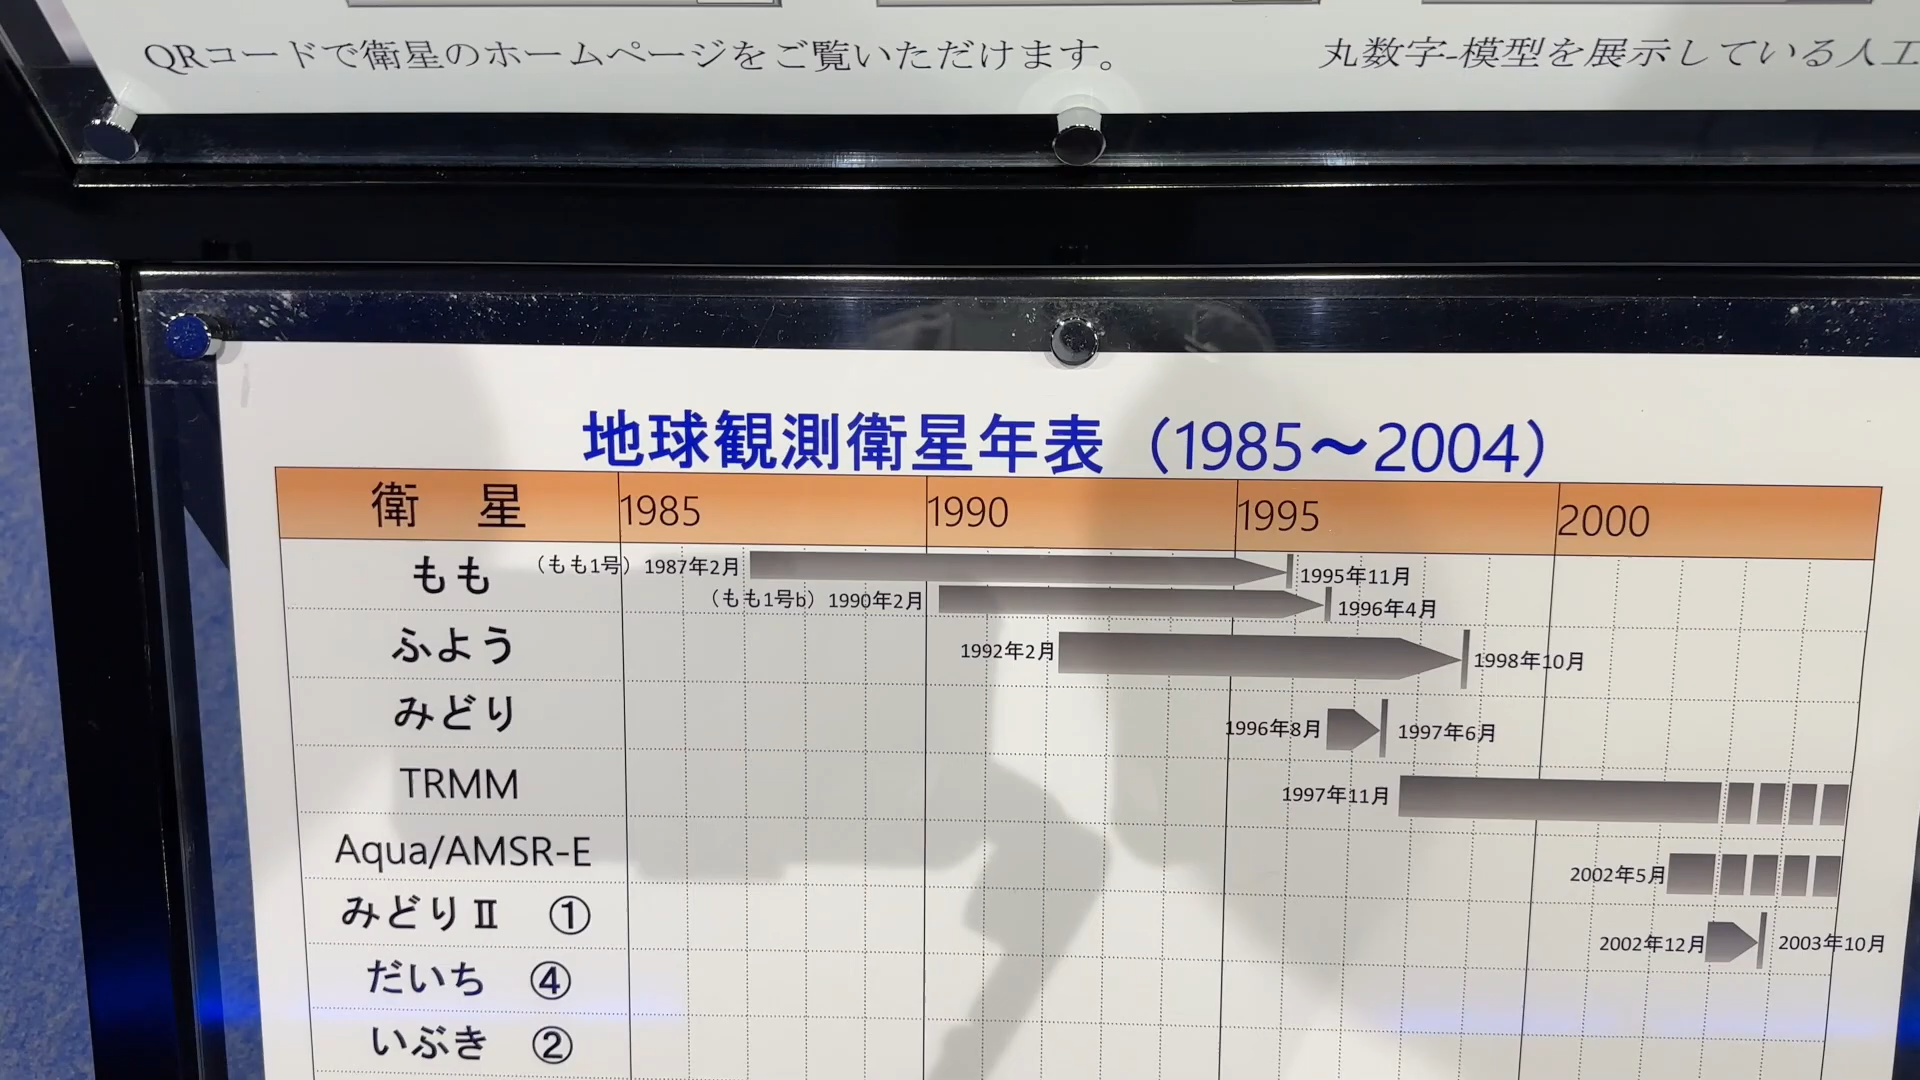 QRコードで衛星のホームページをご覧いただけます。
丸数字-模型を展示している人工
地球観測衛星年表（1985～2004）
衛 星 1985 1990 1995 2000
もも （もも1号）1987年2月 1995年11月
（もも1号b）1990年2月 1996年4月
ふよう 1992年2月 1998年10月
みどり 1996年8月 1997年6月
TRMM 1997年11月
Aqua/AMSR-E 2002年5月
みどりⅡ ① 2002年12月 2003年10月
だいち ④
いぶき ②